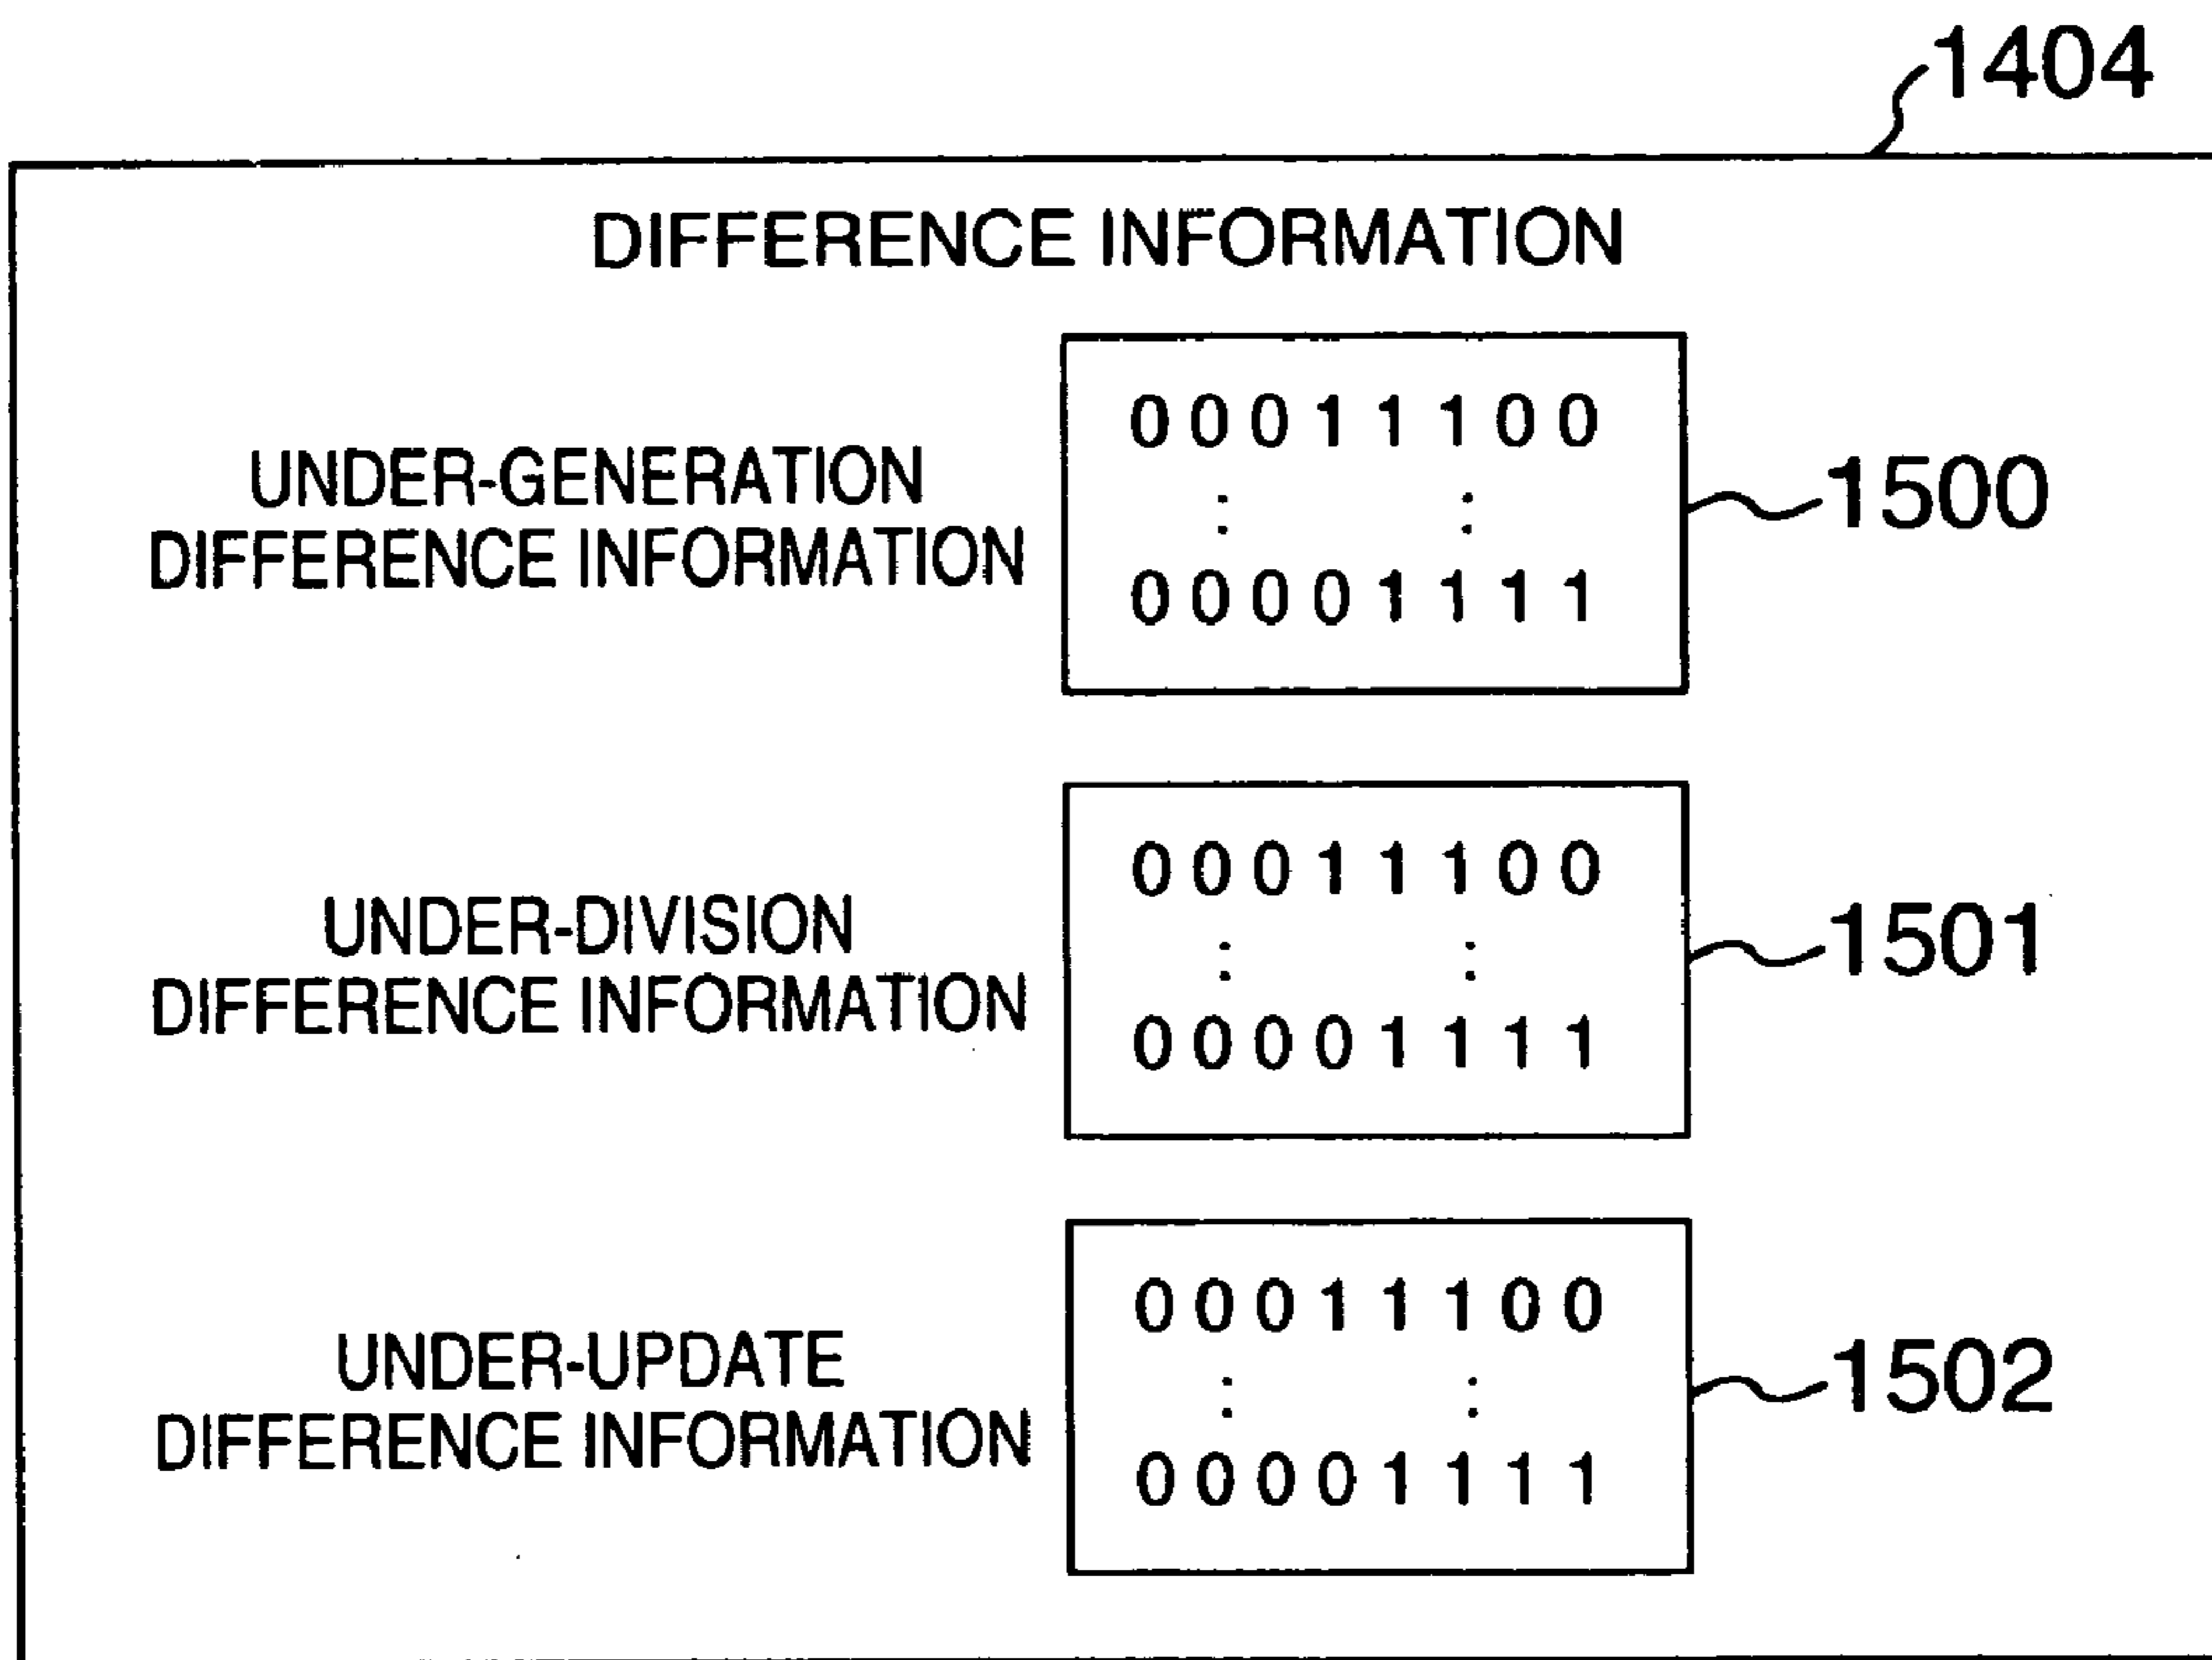 1404
DIFFERENCE INFORMATION
UNDER-GENERATION
DIFFERENCE INFORMATION
0 0 0 1 1 1 0 0
: :
0 0 0 0 1 1 1 1
1500
UNDER-DIVISION
DIFFERENCE INFORMATION
0 0 0 1 1 1 0 0
: :
0 0 0 0 1 1 1 1
1501
UNDER-UPDATE
DIFFERENCE INFORMATION
0 0 0 1 1 1 0 0
: :
0 0 0 0 1 1 1 1
1502